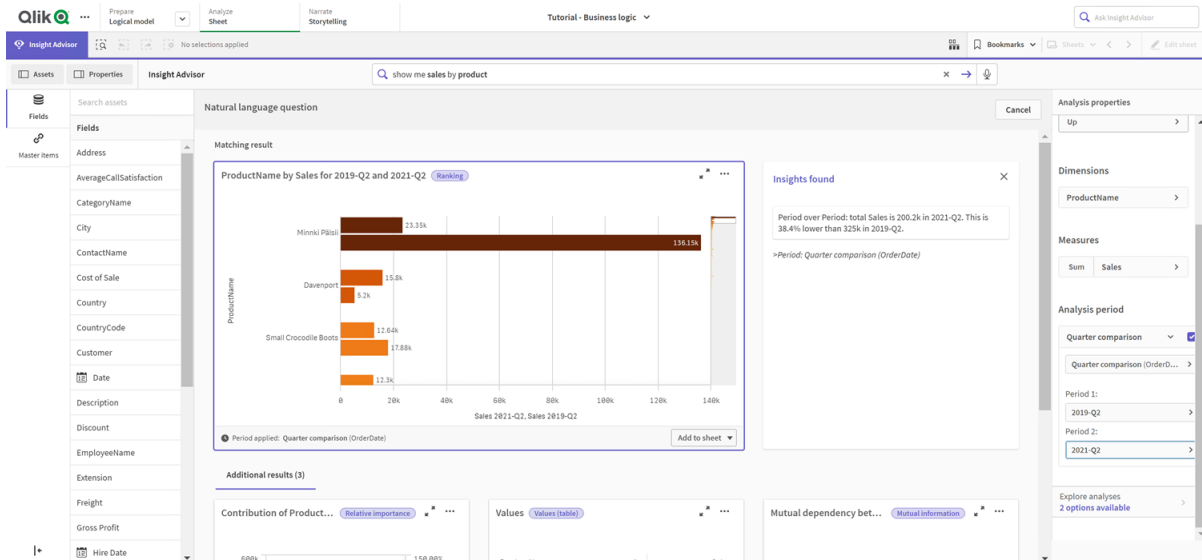 Qlik
Prepare
Logical model
Analyze
Sheet
Narrate
Storytelling
Tutorial - Business logic
Ask Insight Advisor
Insight Advisor
No selections applied
Bookmarks
Sheets
Edit sheet
Assets
Properties
Insight Advisor
show me sales by product
Fields
Master items
Search assets
Fields
Address
AverageCallSatisfaction
CategoryName
City
ContactName
Cost of Sale
Country
CountryCode
Customer
Date
Description
Discount
EmployeeName
Extension
Freight
Gross Profit
Hire Date
Natural language question
Cancel
Matching result
ProductName by Sales for 2019-Q2 and 2021-Q2
Ranking
ProductName
Minnki Pälsii
23.35k
136.15k
Davenport
15.8k
5.2k
Small Crocodile Boots
12.64k
17.88k
12.3k
0 20k 40k 60k 80k 100k 120k 140k
Sales 2021-Q2, Sales 2019-Q2
Period applied: Quarter comparison (OrderDate)
Add to sheet
Insights found
Period over Period: total Sales is 200.2k in 2021-Q2. This is
38.4% lower than 325k in 2019-Q2.
>Period: Quarter comparison (OrderDate)
Additional results (3)
Contribution of Product...
Relative importance
600k
150.00%
Values
Values (table)
Mutual dependency bet...
Mutual information
Analysis properties
Up
Dimensions
ProductName
Measures
Sum
Sales
Analysis period
Quarter comparison
Quarter comparison (OrderD...
Period 1:
2019-Q2
Period 2:
2021-Q2
Explore analyses
2 options available